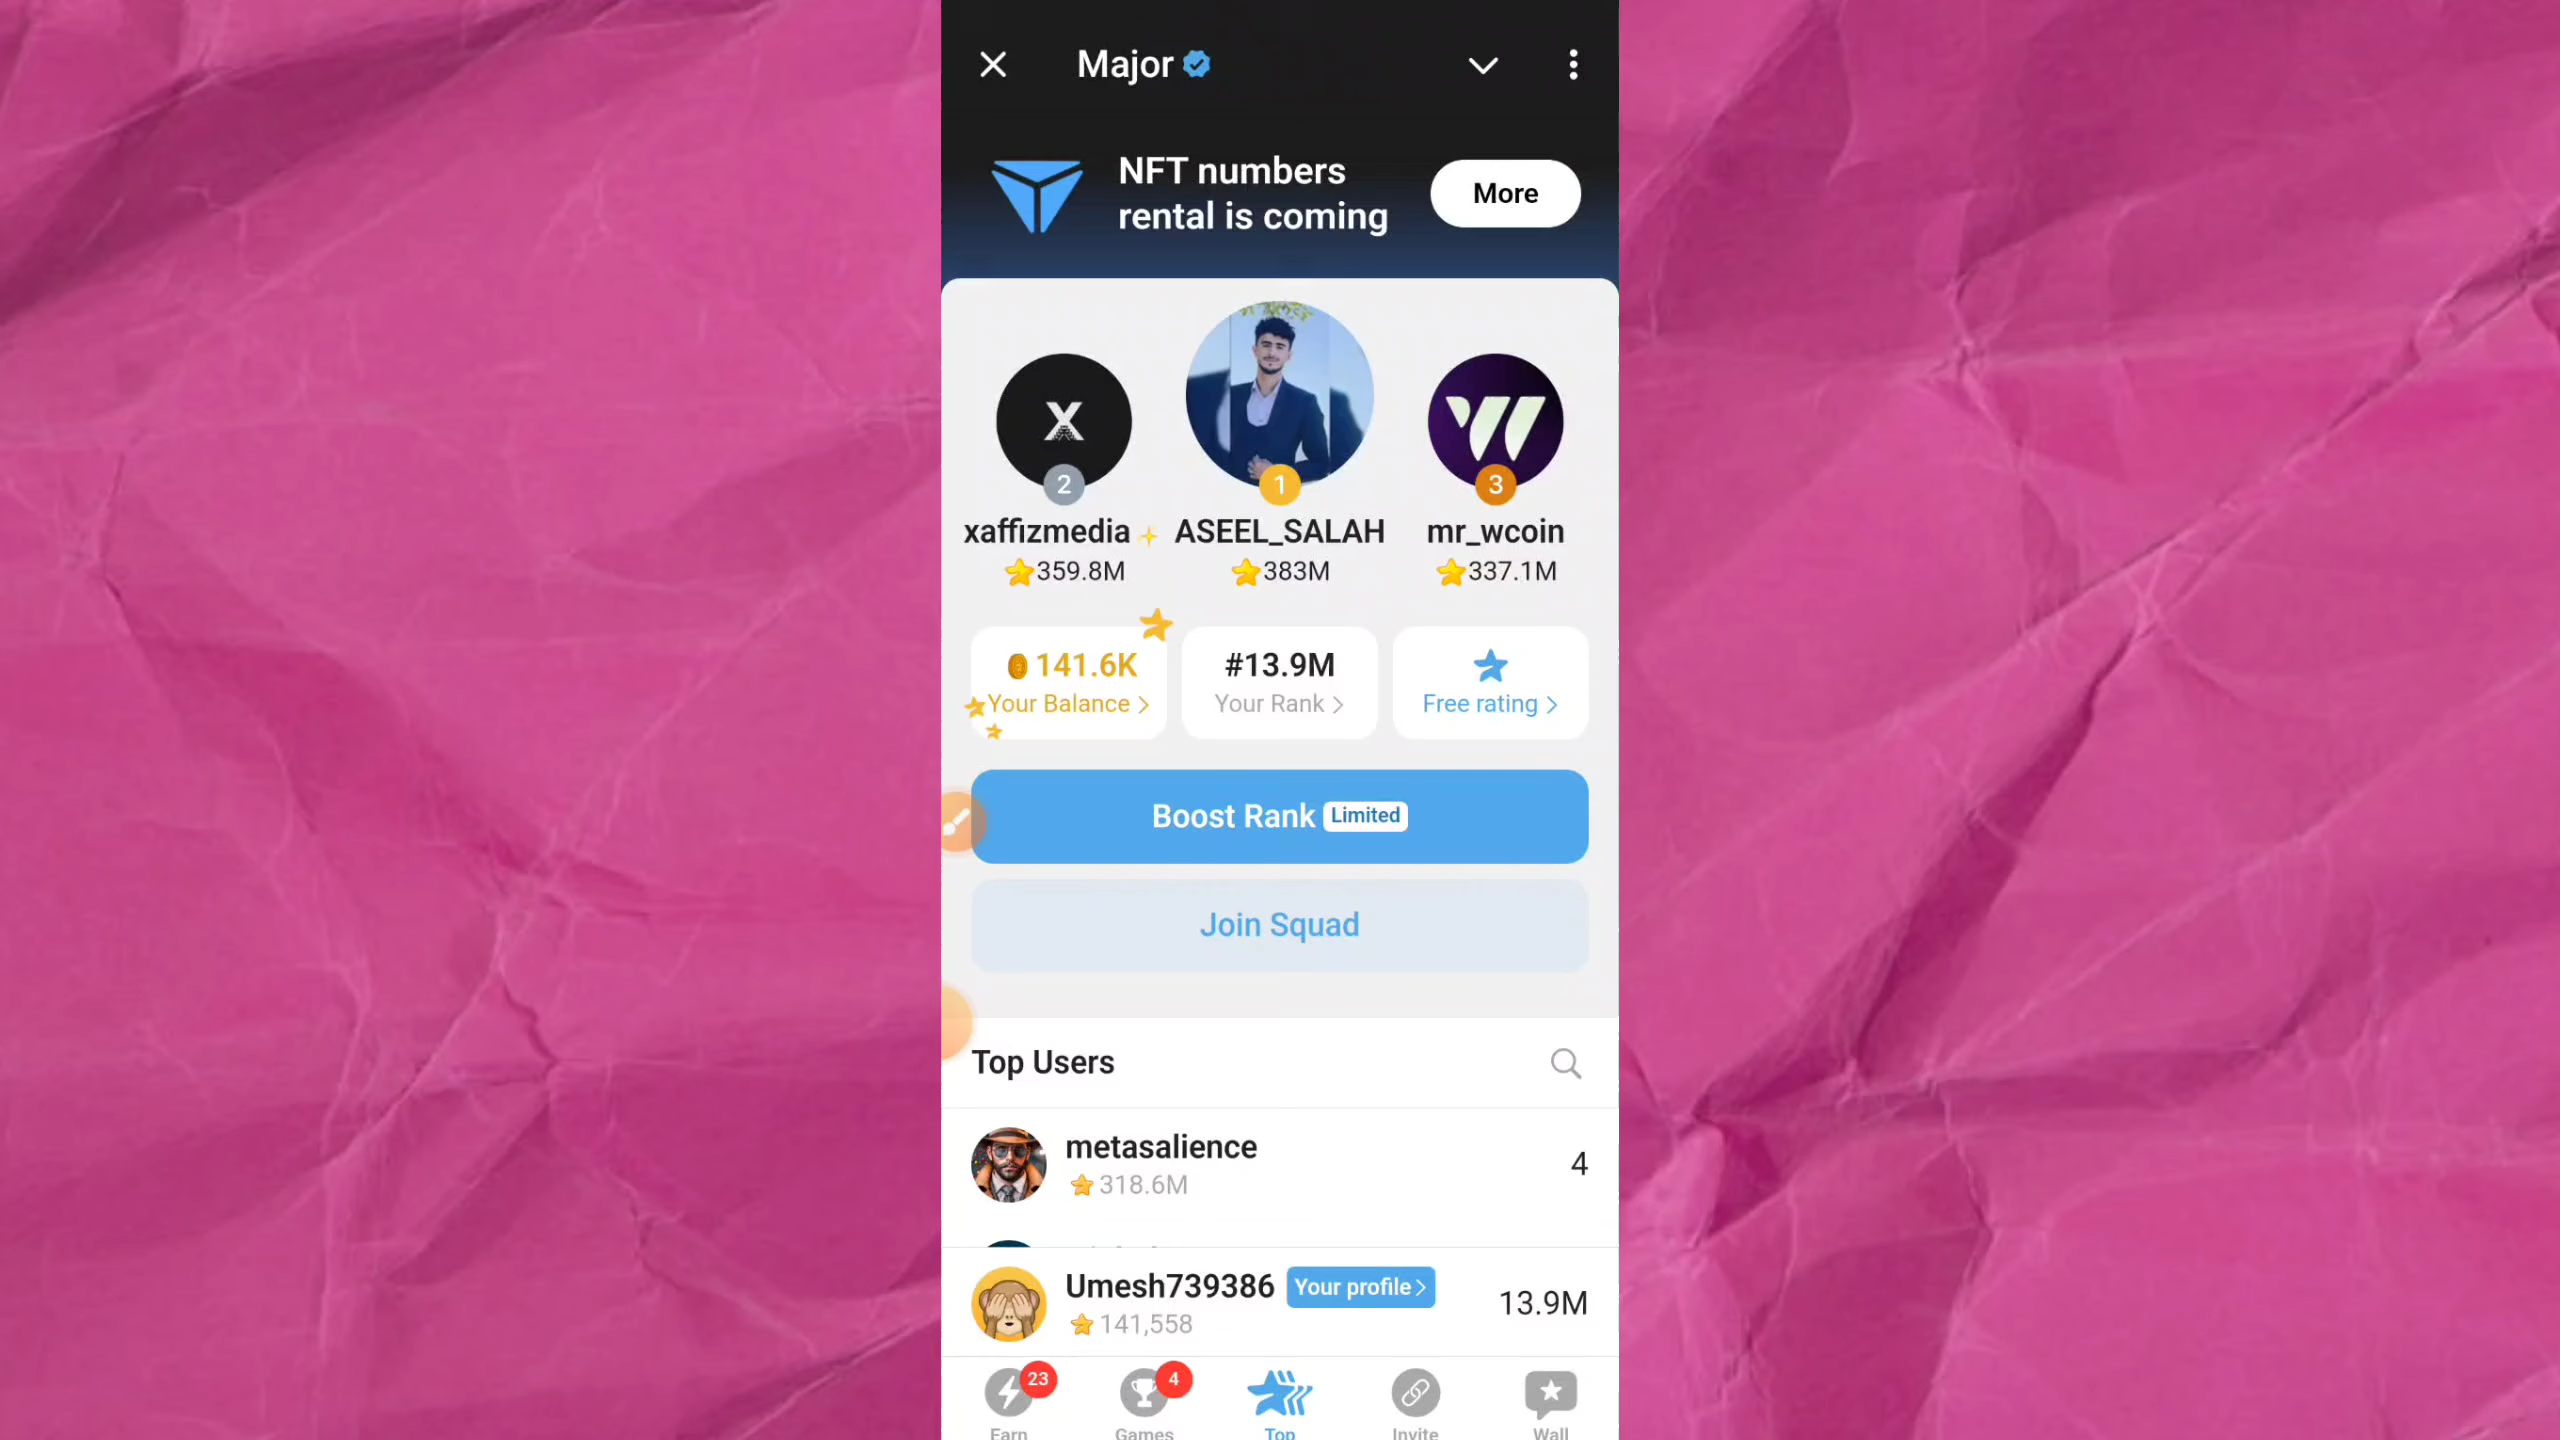 Major
NFT numbers
rental is coming
More
X
2
1
3
xaffizmedia
ASEEL_SALAH
mr_wcoin
359.8M
383M
337.1M
141.6K
Your Balance >
#13.9M
Your Rank >
Free rating >
Boost Rank Limited
Join Squad
Top Users
metasalience
318.6M
4
Umesh739386 Your profile >
141,558
13.9M
23
4
Earn
Games
Top
Invite
Wall